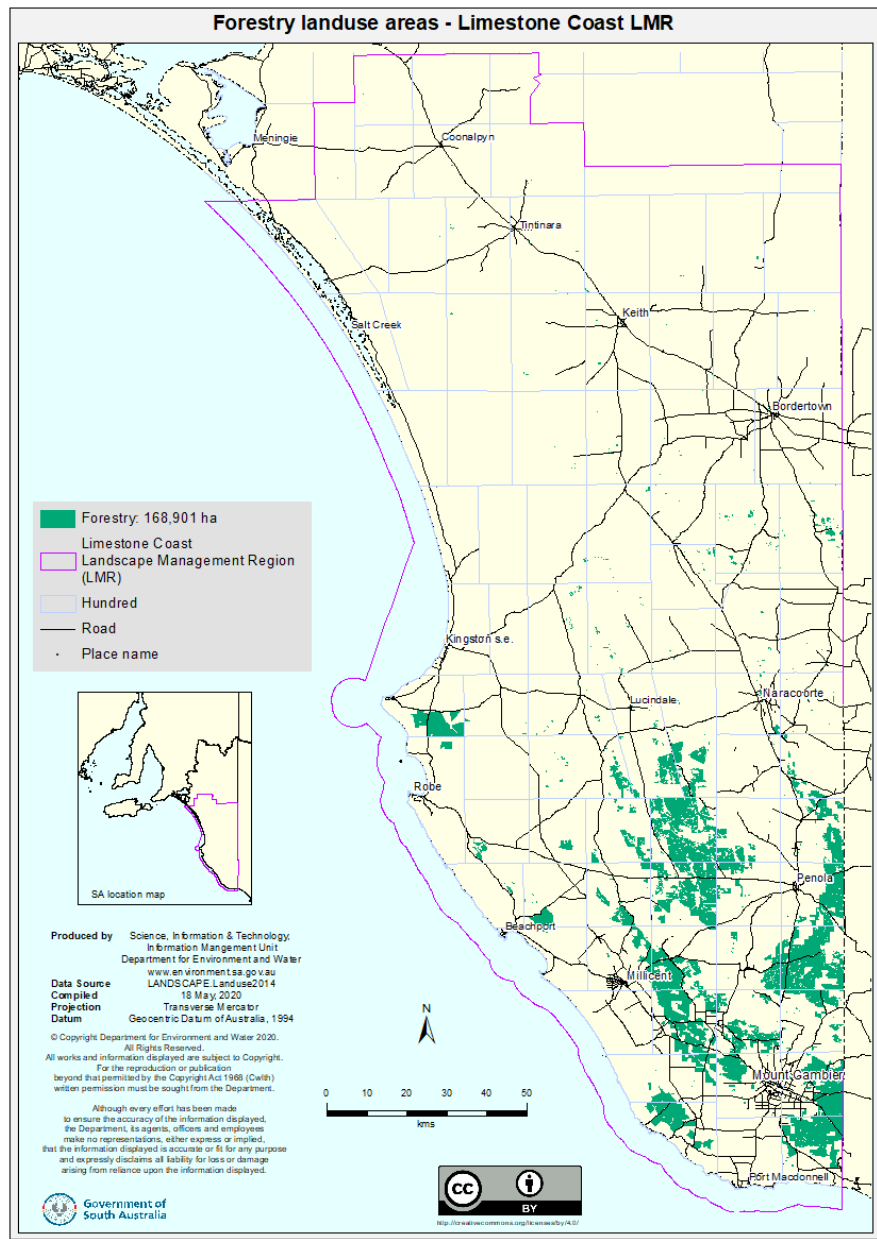 Forestry landuse areas - Limestone Coast LMR
Meningie
Coonalpyn
Tintinara
Salt Creek
Keith
Bordertown
Forestry: 168,901 ha
Limestone Coast
Landscape Management Region
(LMR)
Hundred
Road
Place name
Kingston s.e.
Lucindale
Naracoorte
Robe
SA location map
Penola
Beachport
Millicent
Mount Gambier
Port Macdonnell
Produced by Science, Information & Technology,
Information Mangement Unit
Department for Environment and Water
www.environment.sa.gov.au
Data Source LANDSCAPE.Landuse2014
Compiled 18 May, 2020
Projection Transverse Mercator
Datum Geocentric Datum of Australia, 1994
© Copyright Department for Environment and Water 2020.
All Rights Reserved.
All works and information displayed are subject to Copyright.
For the reproduction or publication
beyond that permitted by the Copyright Act 1968 (Cwlth)
written permission must be sought from the Department.
Although every effort has been made
to ensure the accuracy of the information displayed,
the Department, its agents, officers and employees
make no representations, either express or implied,
that the information displayed is accurate or fit for any purpose
and expressly disclaims all liability for loss or damage
arising from reliance upon the information displayed.
N
0 10 20 30 40 50
kms
Government of
South Australia
CC
BY
http://creativecommons.org/licenses/by/4.0/